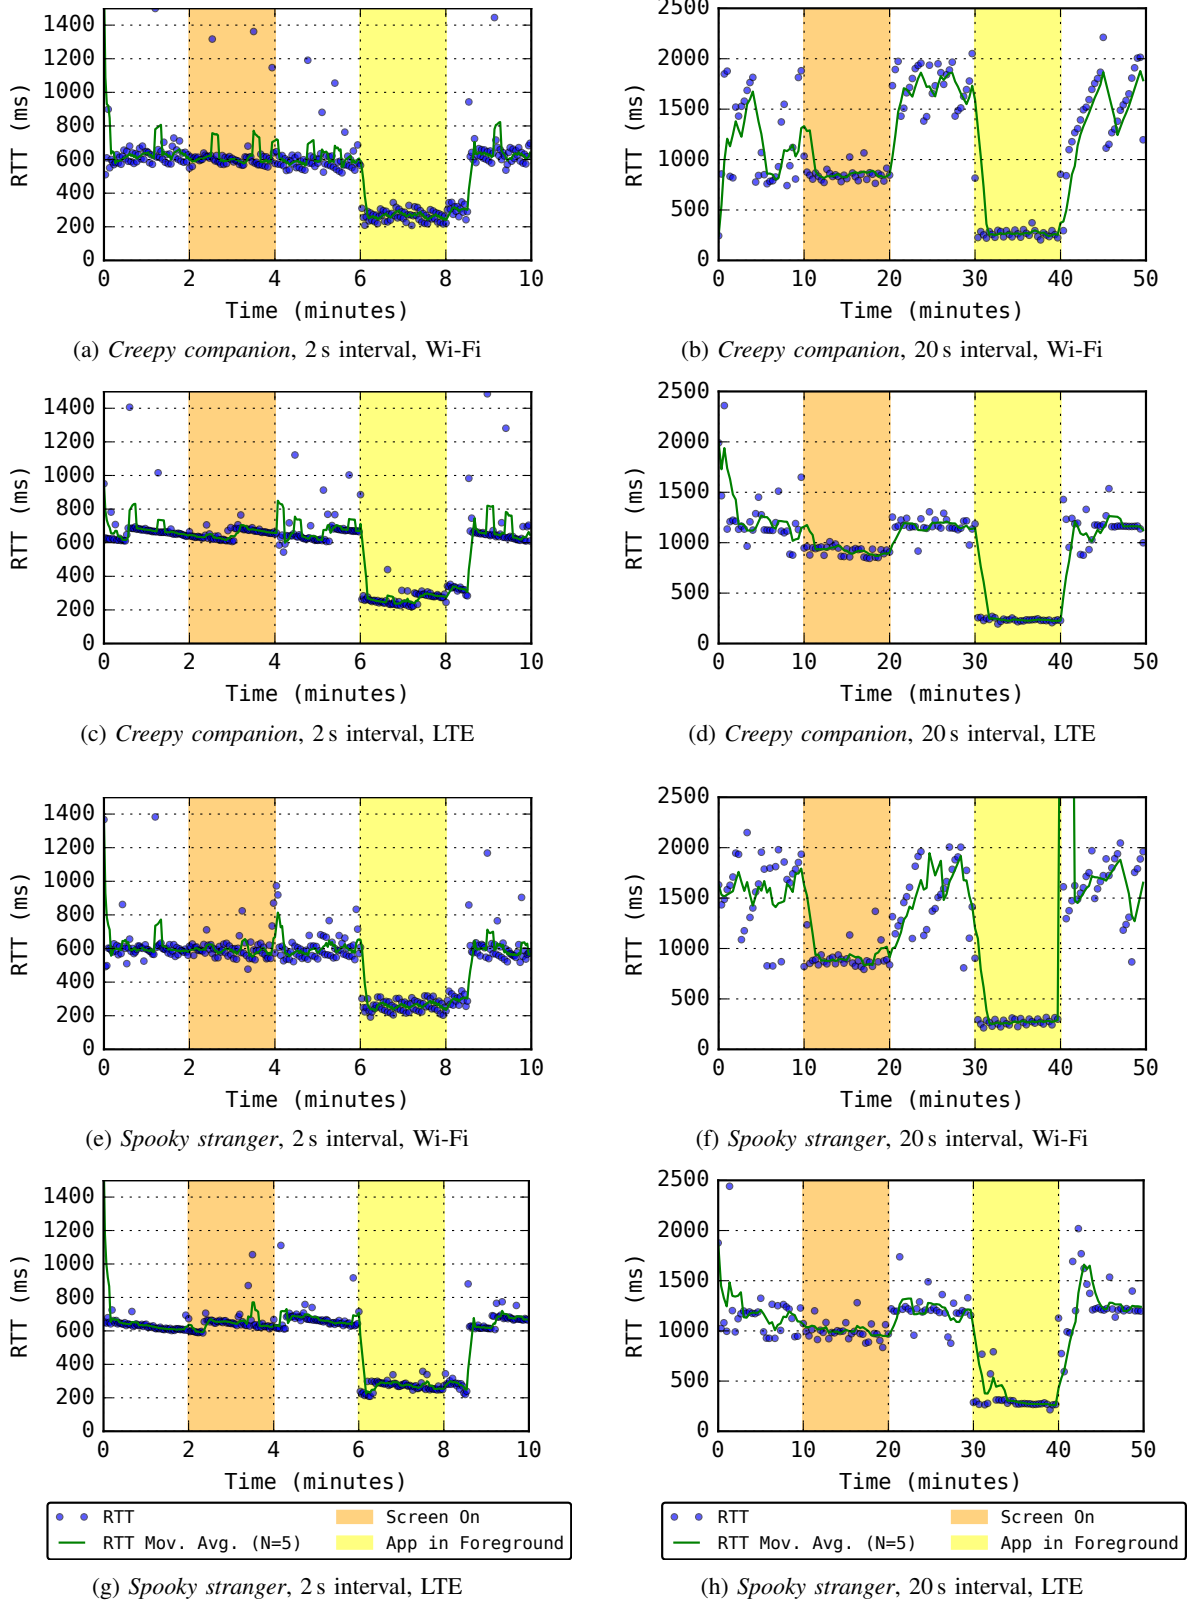 1400
1200
1000
800
600
400
200
0
RTT (ms)
0 2 4 6 8 10
Time (minutes)
(a) Creepy companion, 2 s interval, Wi-Fi
2500
2000
1500
1000
500
0
RTT (ms)
0 10 20 30 40 50
Time (minutes)
(b) Creepy companion, 20 s interval, Wi-Fi
1400
1200
1000
800
600
400
200
0
RTT (ms)
0 2 4 6 8 10
Time (minutes)
(c) Creepy companion, 2 s interval, LTE
2500
2000
1500
1000
500
0
RTT (ms)
0 10 20 30 40 50
Time (minutes)
(d) Creepy companion, 20 s interval, LTE
1400
1200
1000
800
600
400
200
0
RTT (ms)
0 2 4 6 8 10
Time (minutes)
(e) Spooky stranger, 2 s interval, Wi-Fi
2500
2000
1500
1000
500
0
RTT (ms)
0 10 20 30 40 50
Time (minutes)
(f) Spooky stranger, 20 s interval, Wi-Fi
1400
1200
1000
800
600
400
200
0
RTT (ms)
0 2 4 6 8 10
Time (minutes)
RTT Screen On
RTT Mov. Avg. (N=5) App in Foreground
(g) Spooky stranger, 2 s interval, LTE
2500
2000
1500
1000
500
0
RTT (ms)
0 10 20 30 40 50
Time (minutes)
RTT Screen On
RTT Mov. Avg. (N=5) App in Foreground
(h) Spooky stranger, 20 s interval, LTE